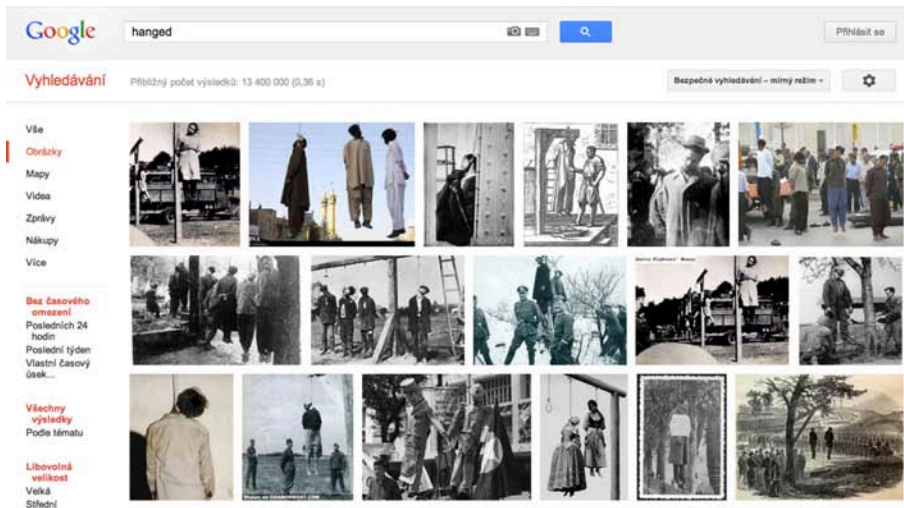 Google
hanged
Přihlásit se
Vyhledávání
Přibližný počet výsledků: 13 400 000 (0,36 s)
Bezpečné vyhledávání – mírný režim
Vše
Obrázky
Mapy
Videa
Zprávy
Nákupy
Více
Bez časového
omezení
Posledních 24
hodin
Poslední týden
Vlastní časový
úsek...
Všechny
výsledky
Podle tématu
Libovolná
velikost
Velká
Střední